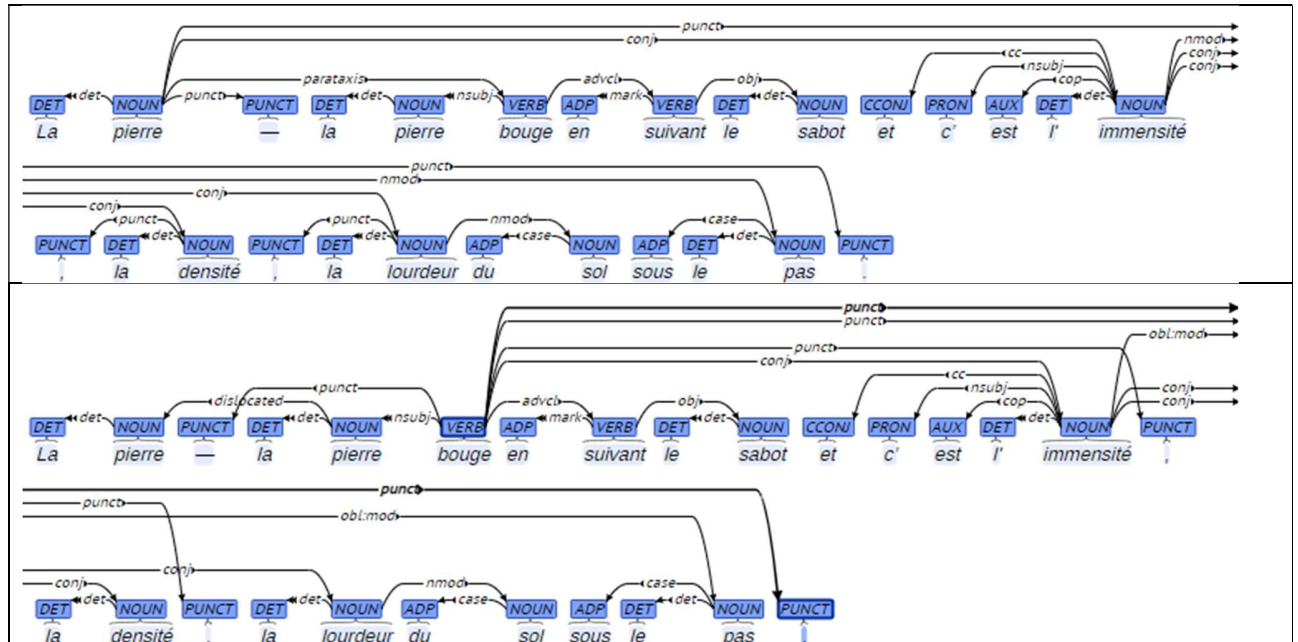 punct
conj nmod
cc conj
nsubj conj
parataxis advcl obj cop
det punct det nsubj mark det det
DET NOUN PUNCT DET NOUN VERB ADP VERB DET NOUN CCONJ PRON AUX DET NOUN
La pierre — la pierre bouge en suivant le sabot et c' est l' immensité
punct
nmod
conj
conj
punct punct nmod case
det det case det
PUNCT DET NOUN PUNCT DET NOUN ADP NOUN ADP DET NOUN PUNCT
, la densité , la lourdeur du sol sous le pas .
punct
punct
obl:mod
punct
conj
cc
punct nsubj conj
dislocated advcl obj cop conj
det det nsubj mark det det
DET NOUN PUNCT DET NOUN VERB ADP VERB DET NOUN CCONJ PRON AUX DET NOUN PUNCT
La pierre — la pierre bouge en suivant le sabot et c' est l' immensité ,
punct
punct
obl:mod
conj
conj nmod case
det det case det
DET NOUN PUNCT DET NOUN ADP NOUN ADP DET NOUN PUNCT
la densité , la lourdeur du sol sous le pas